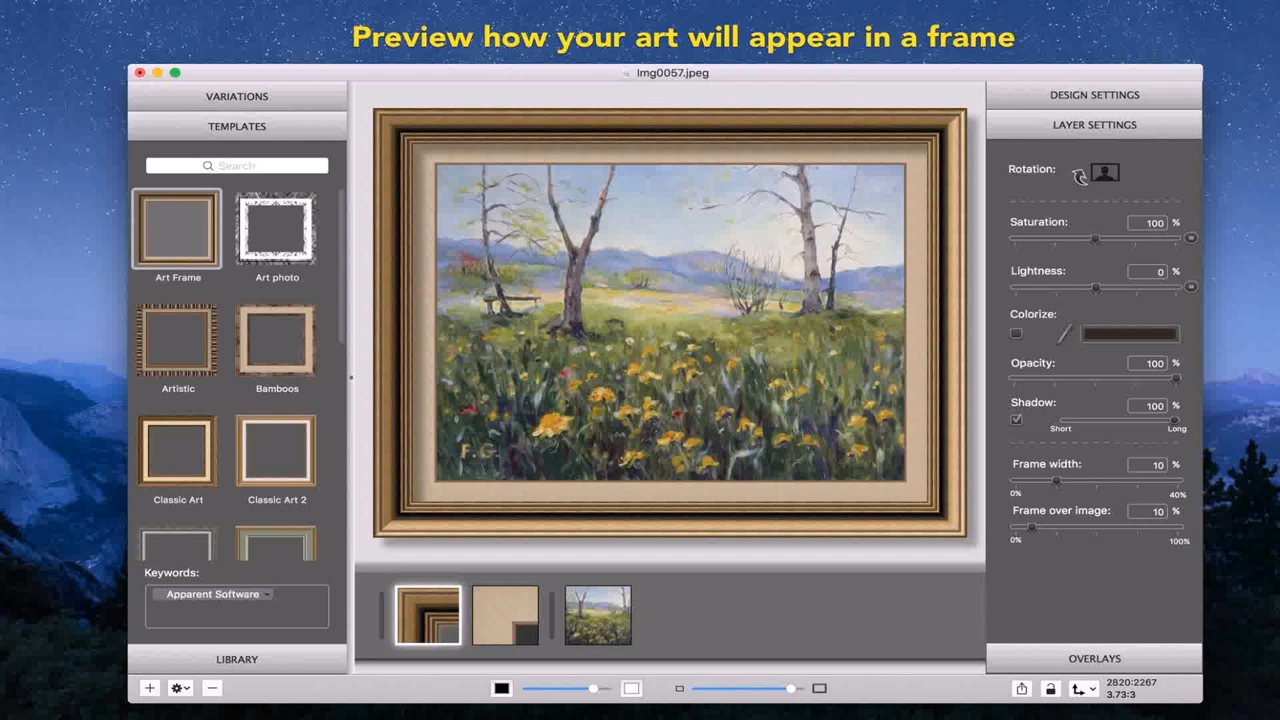 Preview how your art will appear in a frame
Img0057.jpeg
VARIATIONS
TEMPLATES
Search
Art Frame
Art photo
Artistic
Bamboos
Classic Art
Classic Art 2
Keywords:
Apparent Software
LIBRARY
F.G.
DESIGN SETTINGS
LAYER SETTINGS
Rotation:
Saturation: 100 %
Lightness: 0 %
Colorize:
Opacity: 100 %
Shadow: 100 %
Short Long
Frame width: 10 %
0% 40%
Frame over image: 10 %
0% 100%
OVERLAYS
2820:2267
3.73:3